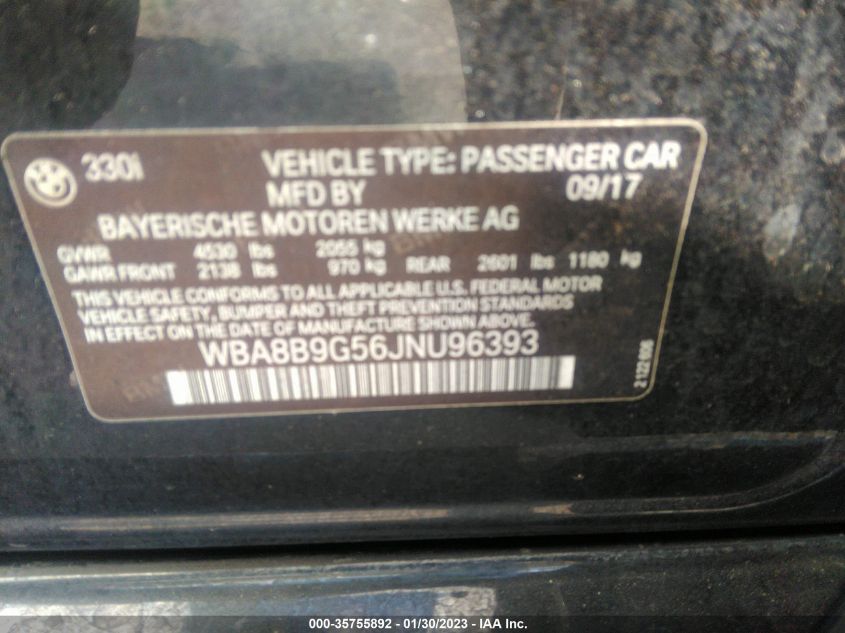 330i VEHICLE TYPE: PASSENGER CAR
MFD BY 09/17
BAYERISCHE MOTOREN WERKE AG
GVWR 4530 lbs 2055 kg
GAWR FRONT 2138 lbs 970 kg REAR 2601 lbs 1180 kg
THIS VEHICLE CONFORMS TO ALL APPLICABLE U.S. FEDERAL MOTOR
VEHICLE SAFETY, BUMPER AND THEFT PREVENTION STANDARDS
IN EFFECT ON THE DATE OF MANUFACTURE SHOWN ABOVE.
WBA8B9G56JNU96393
000-35755892 - 01/30/2023 - IAAI Inc.